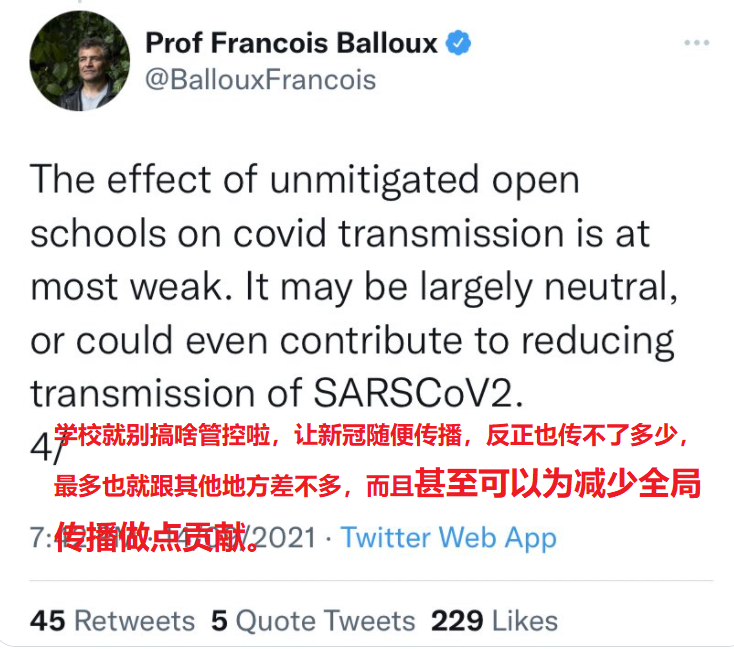 Prof Francois Balloux
@BallouxFrancois
The effect of unmitigated open
schools on covid transmission is at
most weak. It may be largely neutral,
or could even contribute to reducing
transmission of SARSCoV2.
4/
学校就别搞啥管控啦，让新冠随便传播，反正也传不了多少，
最多也就跟其他地方差不多，而且甚至可以为减少全局
传播做点贡献。
/2021 · Twitter Web App
45 Retweets 5 Quote Tweets 229 Likes